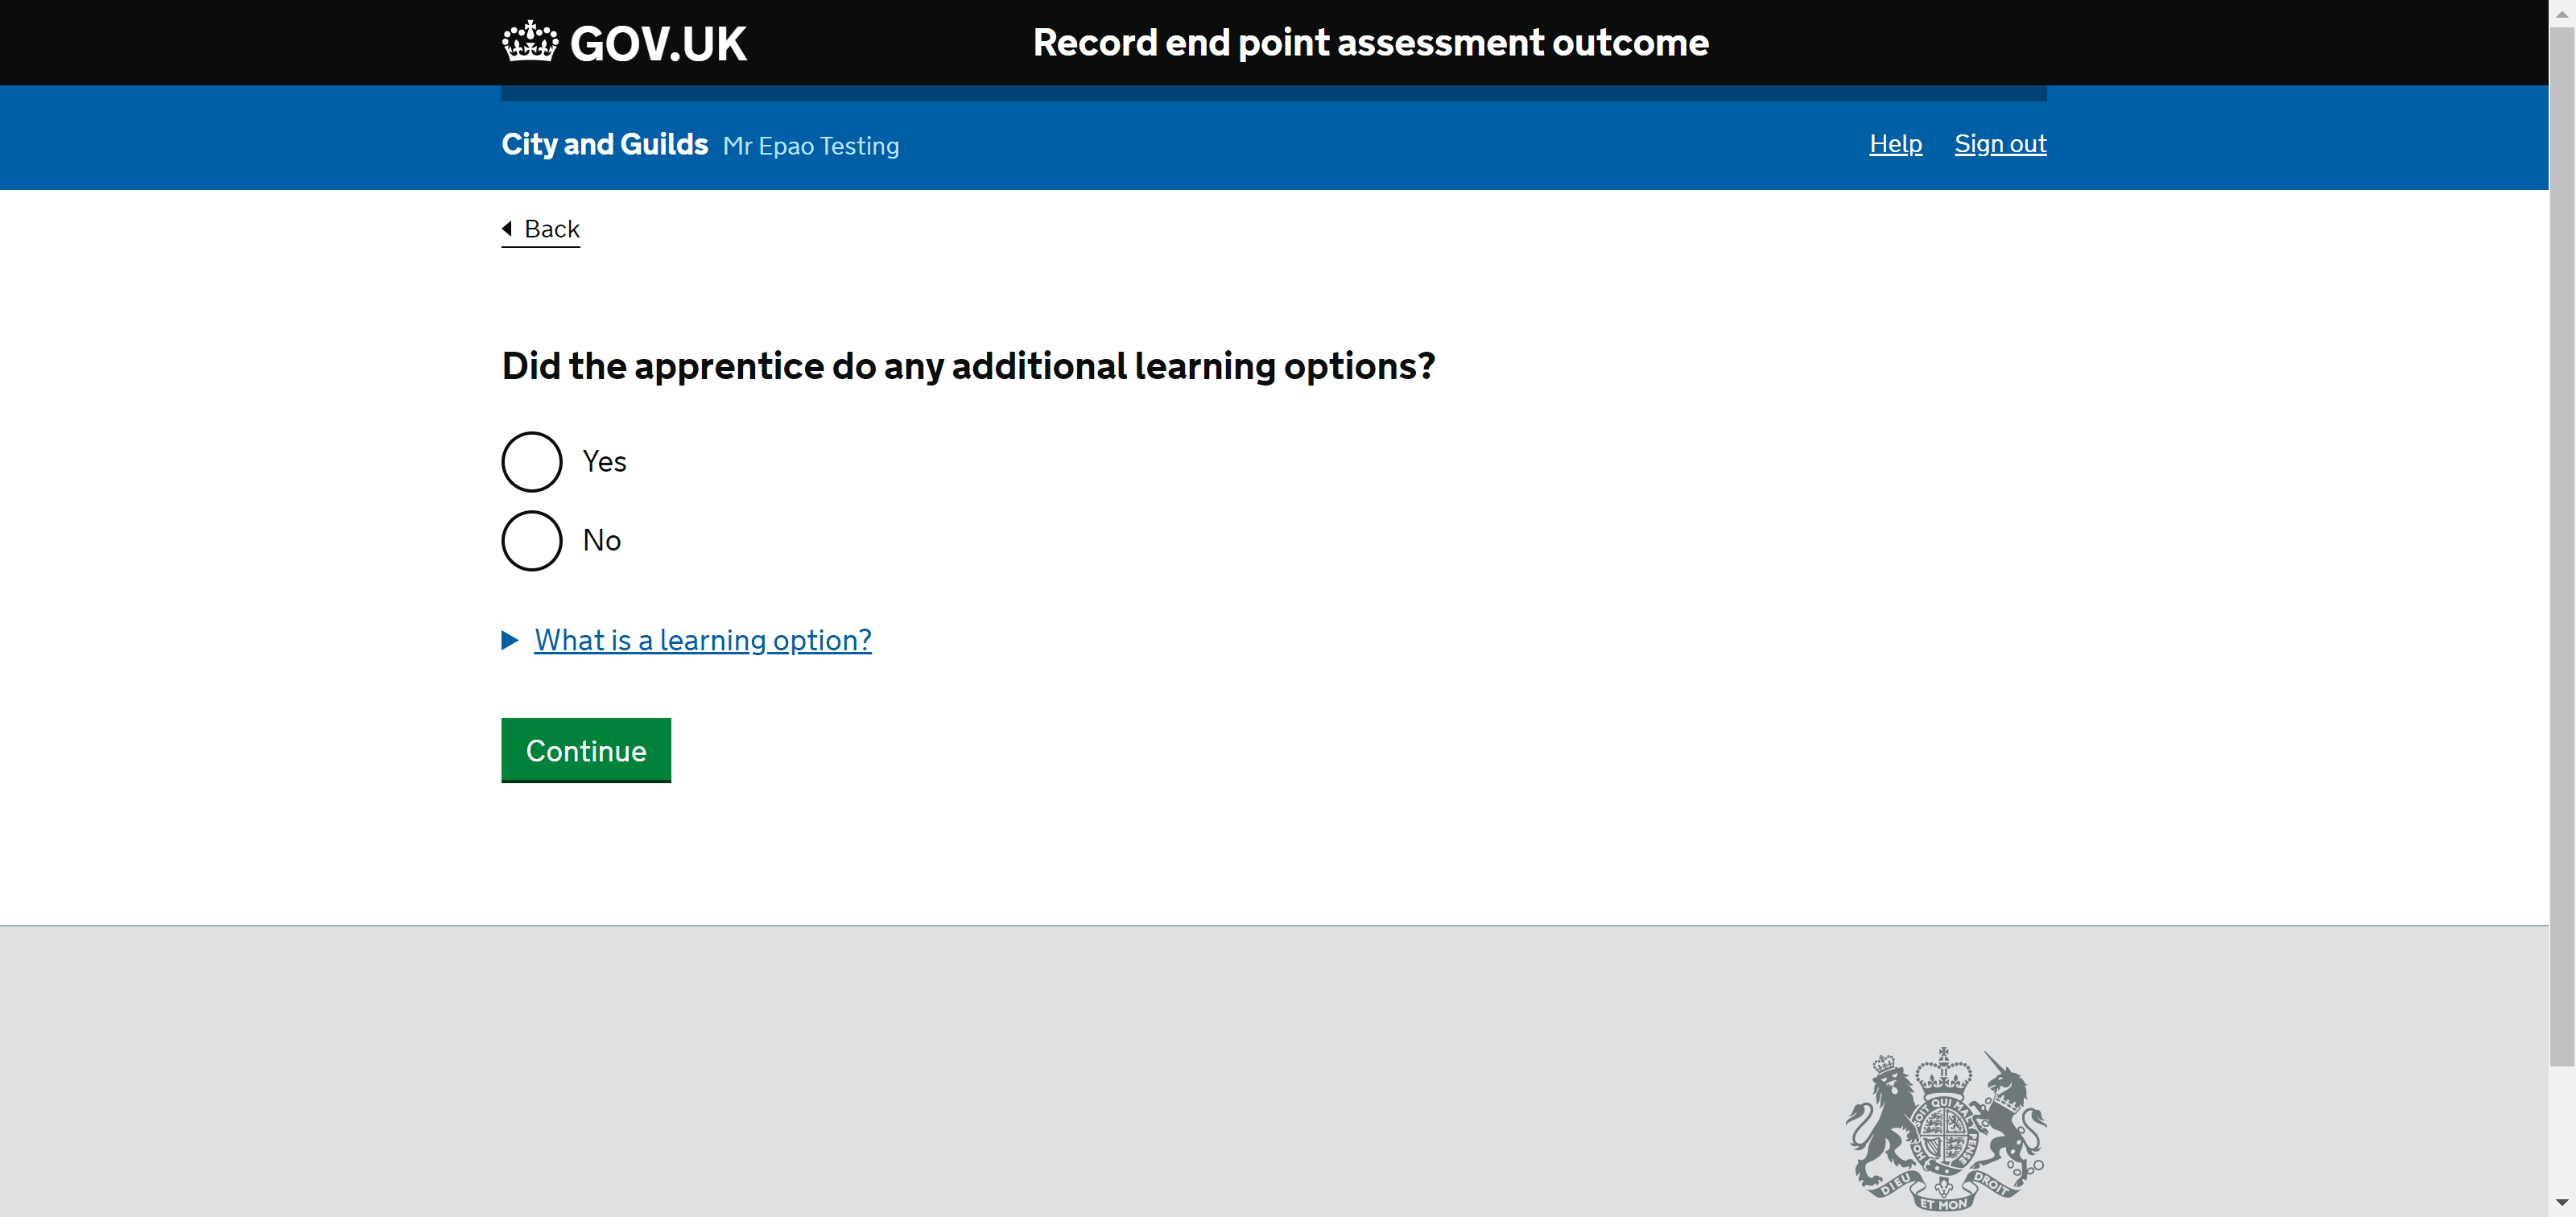 GOV.UK
Record end point assessment outcome
City and Guilds Mr Epao Testing
Help Sign out
Back
Did the apprentice do any additional learning options?
Yes
No
What is a learning option?
Continue
DIEU ET MON DROIT